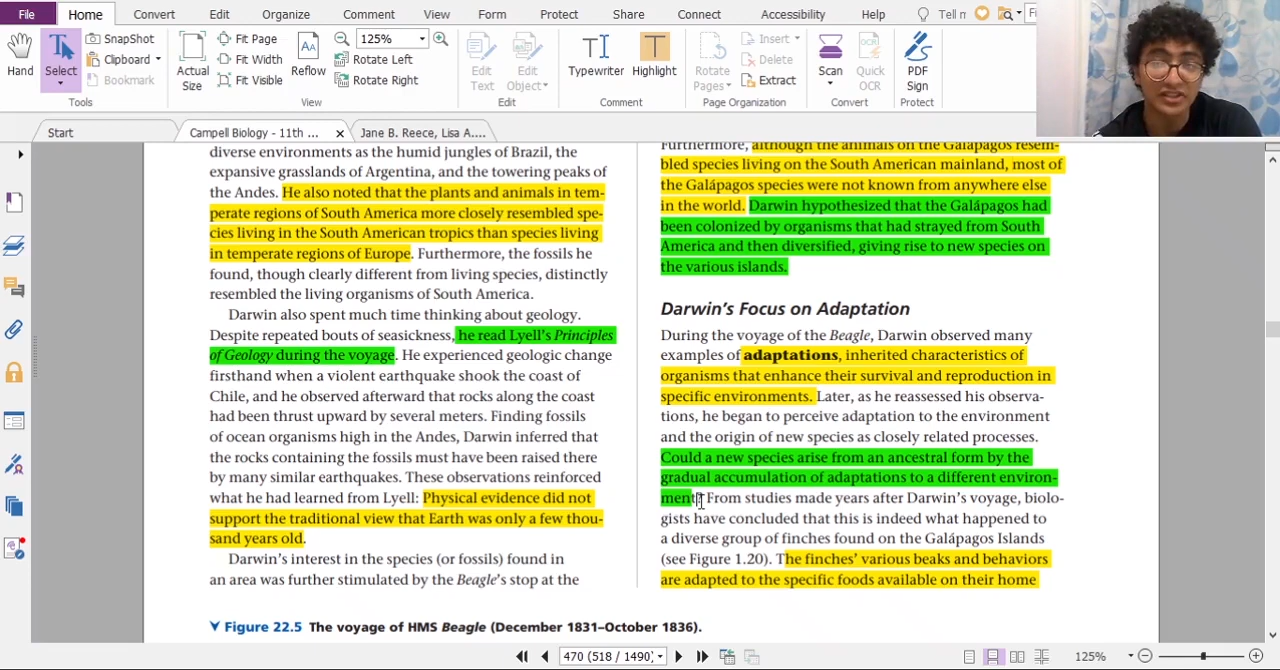 File
Home
Convert
Edit
Organize
Comment
View
Form
Protect
Share
Connect
Accessibility
Help
Tell
Hand
Select
SnapShot
Clipboard
Bookmark
Tools
Actual
Size
Fit Page
Fit Width
Fit Visible
Reflow
125%
Rotate Left
Rotate Right
View
Edit
Text
Edit
Object
Edit
Typewriter
Highlight
Comment
Rotate
Pages
Insert
Delete
Extract
Page Organization
Scan
Quick
OCR
Convert
PDF
Sign
Protect
Start
Campell Biology - 11th ...
Jane B. Reece, Lisa A....
diverse environments as the humid jungles of Brazil, the
expansive grasslands of Argentina, and the towering peaks of
the Andes. He also noted that the plants and animals in tem-
perate regions of South America more closely resembled spe-
cies living in the South American tropics than species living
in temperate regions of Europe. Furthermore, the fossils he
found, though clearly different from living species, distinctly
resembled the living organisms of South America.
Darwin also spent much time thinking about geology.
Despite repeated bouts of seasickness, he read Lyell's Principles
of Geology during the voyage. He experienced geologic change
firsthand when a violent earthquake shook the coast of
Chile, and he observed afterward that rocks along the coast
had been thrust upward by several meters. Finding fossils
of ocean organisms high in the Andes, Darwin inferred that
the rocks containing the fossils must have been raised there
by many similar earthquakes. These observations reinforced
what he had learned from Lyell: Physical evidence did not
support the traditional view that Earth was only a few thou-
sand years old.
Darwin's interest in the species (or fossils) found in
an area was further stimulated by the Beagle's stop at the
Furthermore, although the animals on the Galápagos resem-
bled species living on the South American mainland, most of
the Galápagos species were not known from anywhere else
in the world. Darwin hypothesized that the Galápagos had
been colonized by organisms that had strayed from South
America and then diversified, giving rise to new species on
the various islands.
Darwin's Focus on Adaptation
During the voyage of the Beagle, Darwin observed many
examples of adaptations, inherited characteristics of
organisms that enhance their survival and reproduction in
specific environments. Later, as he reassessed his observa-
tions, he began to perceive adaptation to the environment
and the origin of new species as closely related processes.
Could a new species arise from an ancestral form by the
gradual accumulation of adaptations to a different environ-
ment? From studies made years after Darwin's voyage, biolo-
gists have concluded that this is indeed what happened to
a diverse group of finches found on the Galápagos Islands
(see Figure 1.20). The finches' various beaks and behaviors
are adapted to the specific foods available on their home
Figure 22.5 The voyage of HMS Beagle (December 1831–October 1836).
470 (518 / 1490)
125%